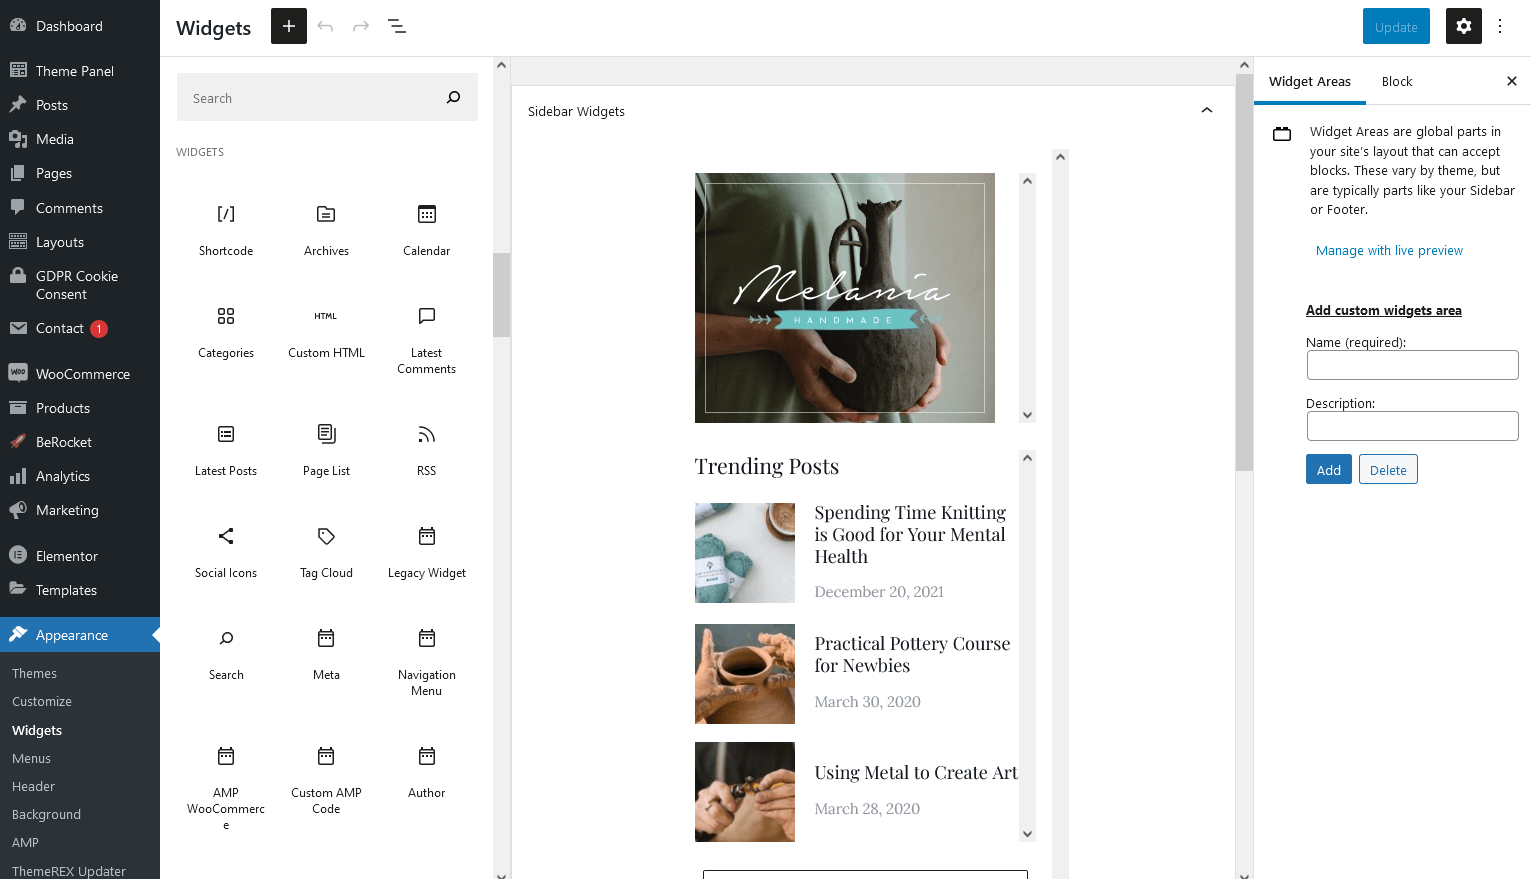 Dashboard
Theme Panel
Posts
Media
Pages
Comments
Layouts
GDPR Cookie
Consent
Contact 1
WooCommerce
Products
BeRocket
Analytics
Marketing
Elementor
Templates
Appearance
Themes
Customize
Widgets
Menus
Header
Background
AMP
ThemeREX Updater
Widgets
Update
Search
WIDGETS
[/]
Shortcode
Archives
Calendar
Categories
HTML
Custom HTML
Latest
Comments
Latest Posts
Page List
RSS
Social Icons
Tag Cloud
Legacy Widget
Search
Meta
Navigation
Menu
AMP
WooCommerc
e
Custom AMP
Code
Author
Sidebar Widgets
Melania
HANDMADE
Trending Posts
Spending Time Knitting
is Good for Your Mental
Health
December 20, 2021
Practical Pottery Course
for Newbies
March 30, 2020
Using Metal to Create Art
March 28, 2020
Widget Areas
Block
Widget Areas are global parts in
your site's layout that can accept
blocks. These vary by theme, but
are typically parts like your Sidebar
or Footer.
Manage with live preview
Add custom widgets area
Name (required):
Description:
Add
Delete